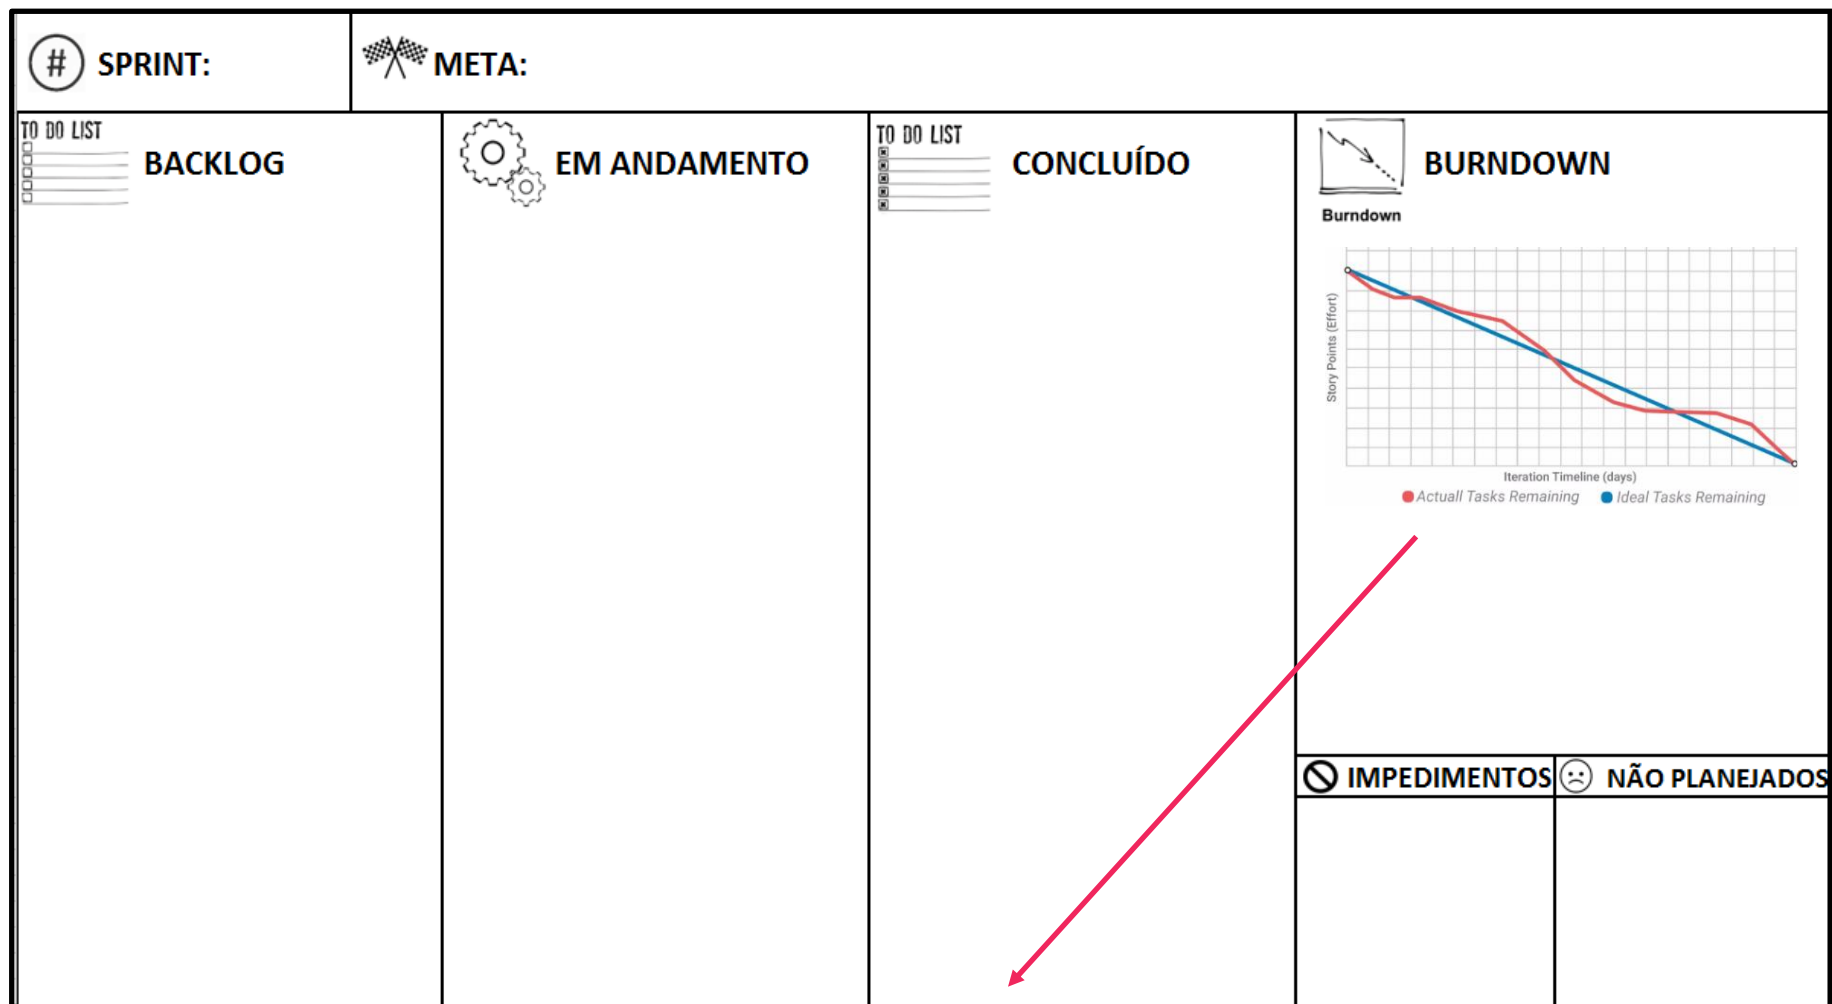 # SPRINT:
META:
TO DO LIST
BACKLOG
EM ANDAMENTO
TO DO LIST
CONCLUÍDO
BURNDOWN
Burndown
Story Points (Effort)
Iteration Timeline (days)
Actuall Tasks Remaining
Ideal Tasks Remaining
IMPEDIMENTOS
NÃO PLANEJADOS